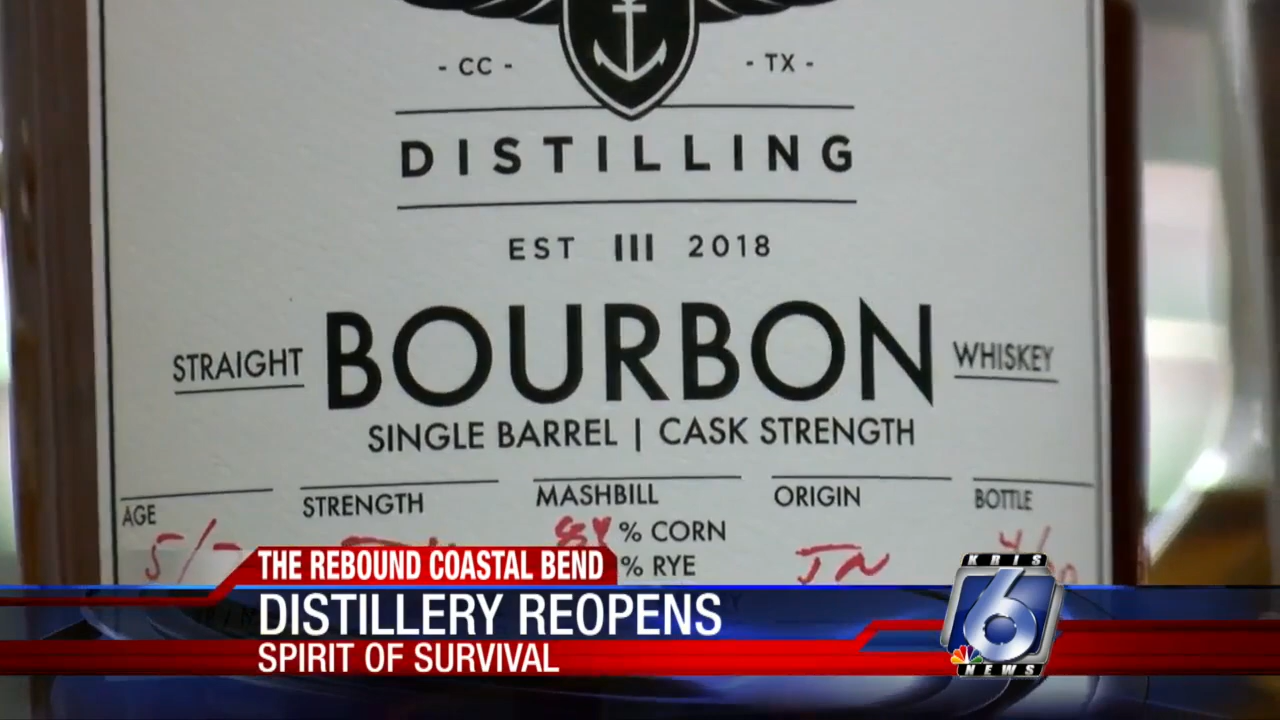 - CC - - TX -
DISTILLING
EST III 2018
STRAIGHT BOURBON WHISKEY
SINGLE BARREL | CASK STRENGTH
AGE STRENGTH MASHBILL ORIGIN BOTTLE
% CORN
% RYE
THE REBOUND COASTAL BEND
DISTILLERY REOPENS
SPIRIT OF SURVIVAL
KRIS
6
NEWS